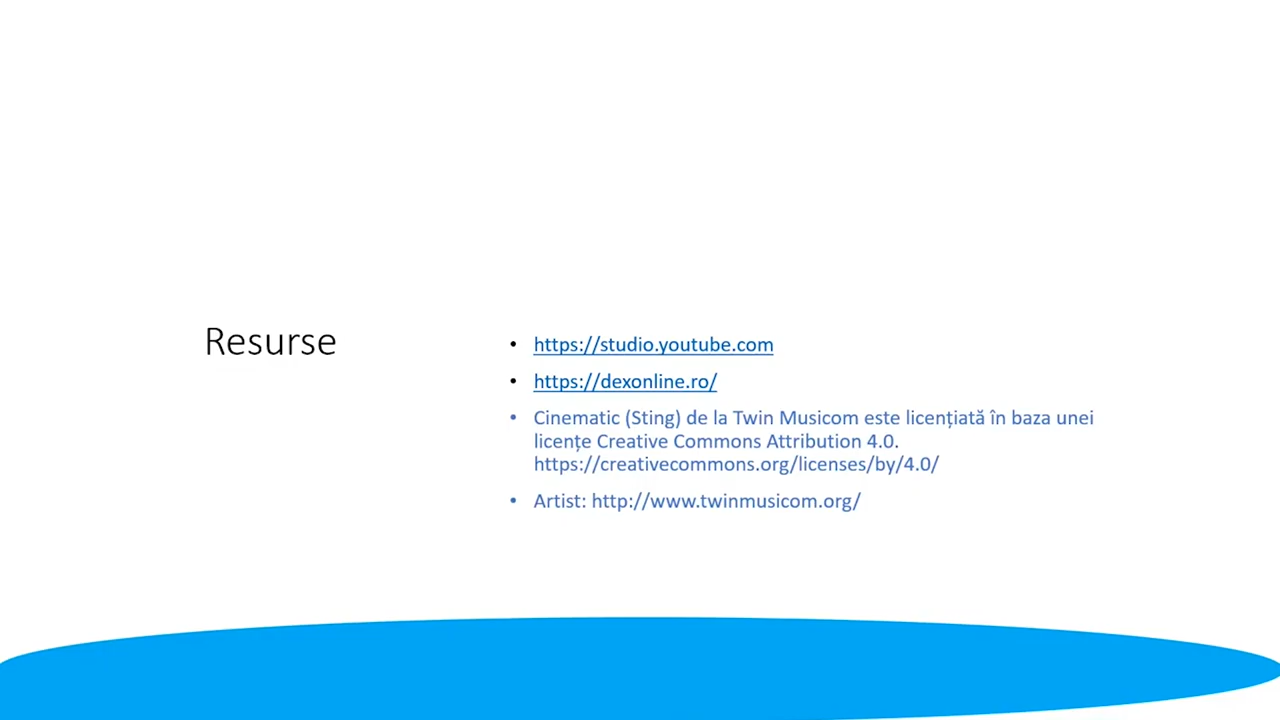 Resurse
• https://studio.youtube.com
• https://dexonline.ro/
• Cinematic (Sting) de la Twin Musicom este licențiată în baza unei
licențe Creative Commons Attribution 4.0.
https://creativecommons.org/licenses/by/4.0/
• Artist: http://www.twinmusicom.org/